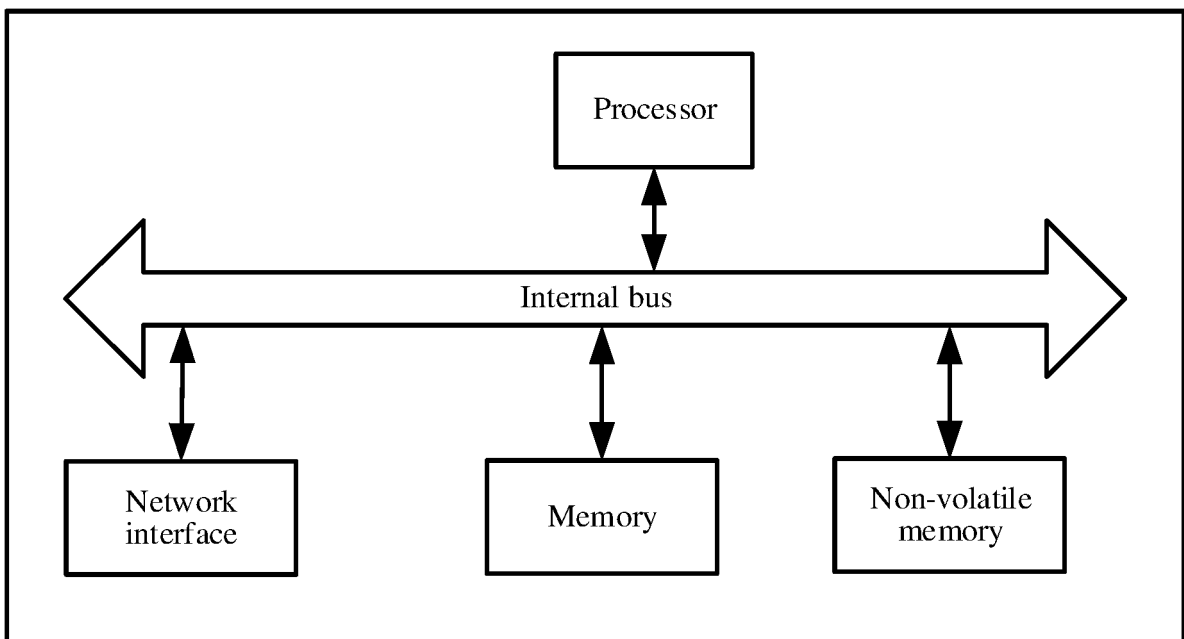 Processor
Internal bus
Network
interface
Memory
Non-volatile
memory